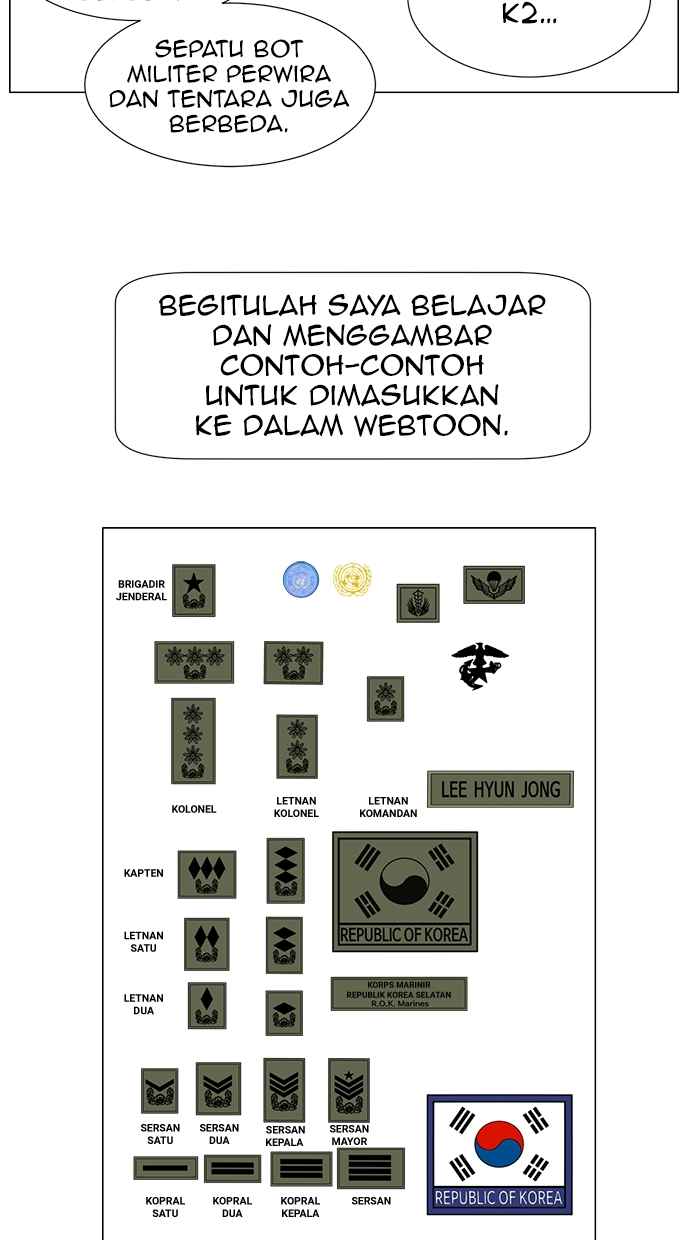 K2...
SEPATU BOT
MILITER PERWIRA
DAN TENTARA JUGA
BERBEDA.
BEGITULAH SAYA BELAJAR
DAN MENGGAMBAR
CONTOH-CONTOH
UNTUK DIMASUKKAN
KE DALAM WEBTOON.
BRIGADIR
JENDERAL
KOLONEL
LETNAN
KOLONEL
LETNAN
KOMANDAN
LEE HYUN JONG
KAPTEN
REPUBLIC OF KOREA
LETNAN
SATU
LETNAN
DUA
KORPS MARINIR
REPUBLIK KOREA SELATAN
R.O.K. Marines
SERSAN
SATU
SERSAN
DUA
SERSAN
KEPALA
SERSAN
MAYOR
KOPRAL
SATU
KOPRAL
DUA
KOPRAL
KEPALA
SERSAN
REPUBLIC OF KOREA